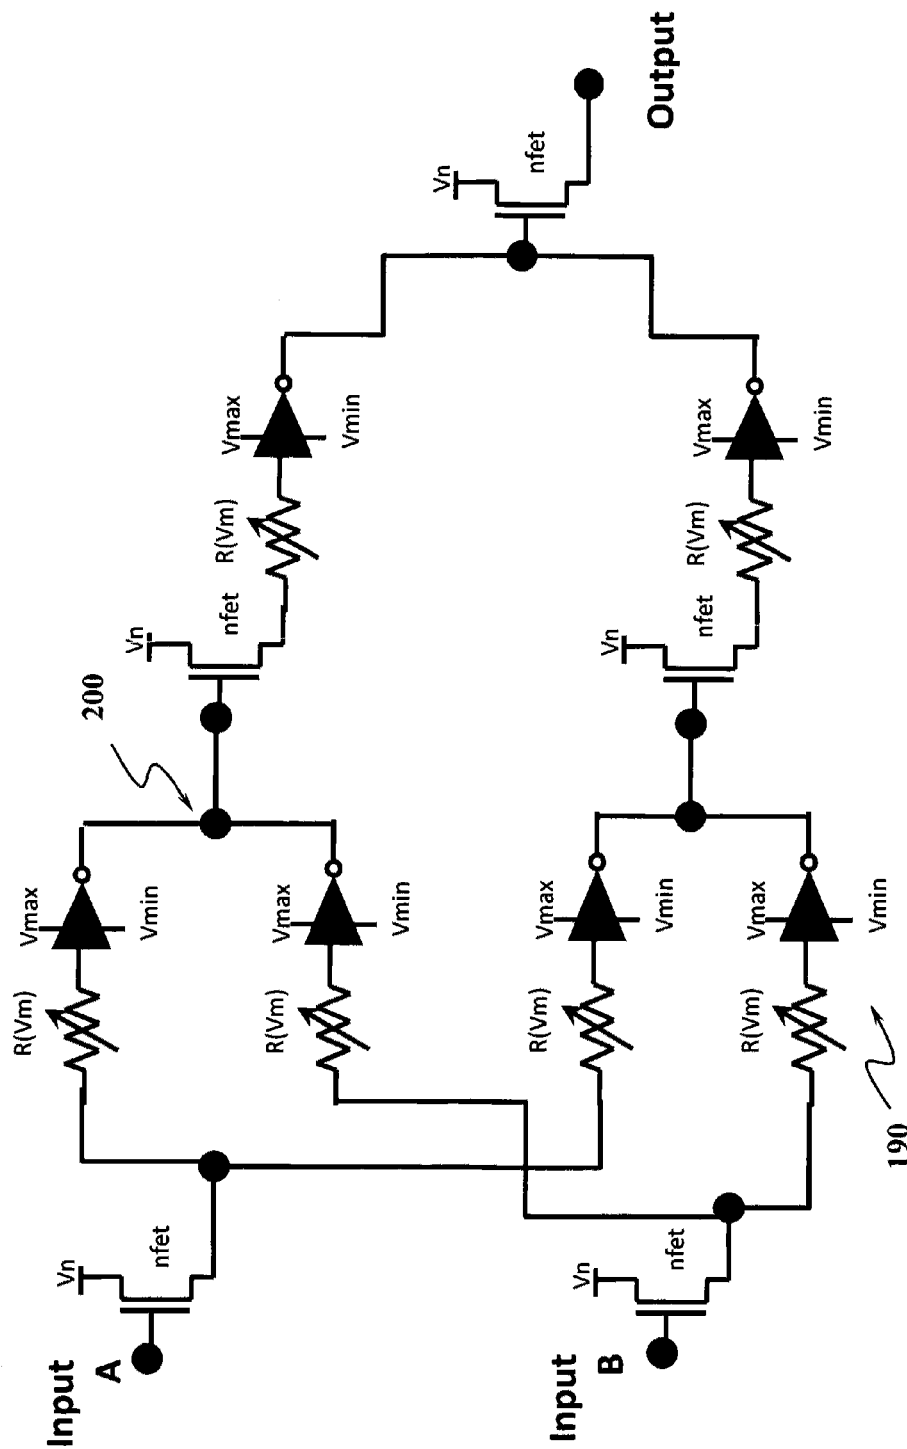 Input
A
Vn
nfet
R(Vm)
Vmax
Vmin
R(Vm)
Vmax
Vmin
200
Vn
nfet
R(Vm)
Vmax
Vmin
Vn
nfet
Output
Input
B
Vn
nfet
R(Vm)
Vmax
Vmin
R(Vm)
Vmax
Vmin
190
Vn
nfet
R(Vm)
Vmax
Vmin